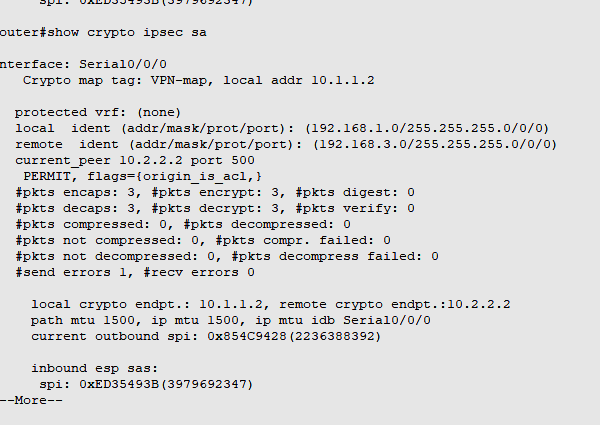 spi: 0xED35493B(3979692347)
outer#show crypto ipsec sa
nterface: Serial0/0/0
Crypto map tag: VPN-map, local addr 10.1.1.2
protected vrf: (none)
local ident (addr/mask/prot/port): (192.168.1.0/255.255.255.0/0/0)
remote ident (addr/mask/prot/port): (192.168.3.0/255.255.255.0/0/0)
current_peer 10.2.2.2 port 500
PERMIT, flags={origin_is_acl,}
#pkts encaps: 3, #pkts encrypt: 3, #pkts digest: 0
#pkts decaps: 3, #pkts decrypt: 3, #pkts verify: 0
#pkts compressed: 0, #pkts decompressed: 0
#pkts not compressed: 0, #pkts compr. failed: 0
#pkts not decompressed: 0, #pkts decompress failed: 0
#send errors 1, #recv errors 0
local crypto endpt.: 10.1.1.2, remote crypto endpt.:10.2.2.2
path mtu 1500, ip mtu 1500, ip mtu idb Serial0/0/0
current outbound spi: 0x854C9428(2236388392)
inbound esp sas:
spi: 0xED35493B(3979692347)
--More--